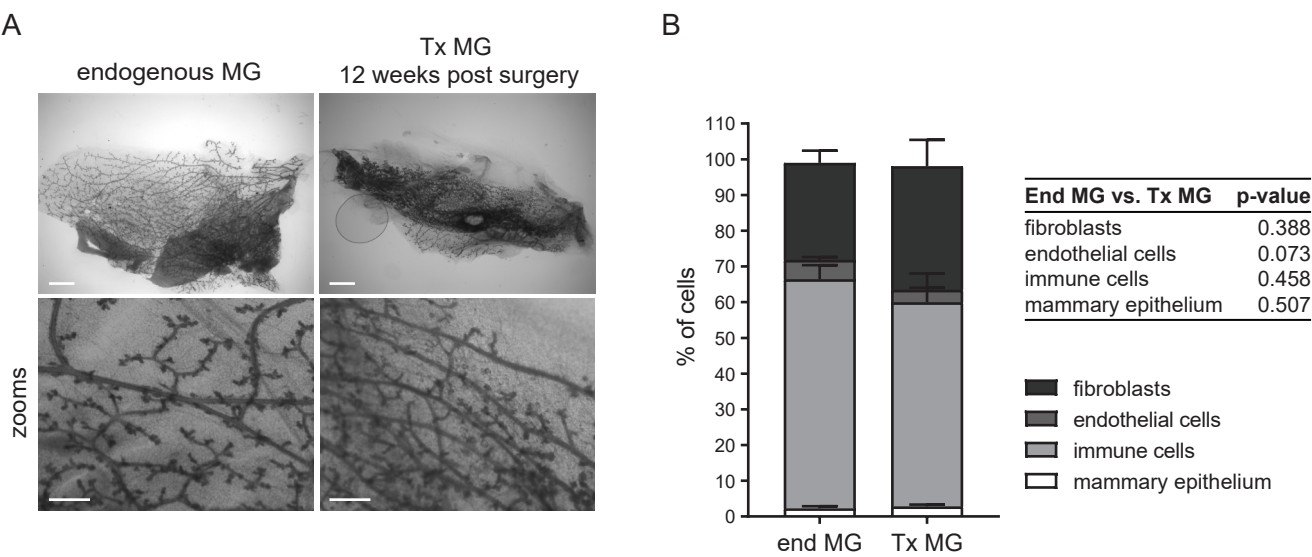 A
endogenous MG
Tx MG
12 weeks post surgery
zooms
B
% of cells
110
100
90
80
70
60
50
40
30
20
10
0
end MG
Tx MG
End MG vs. Tx MG p-value
fibroblasts 0.388
endothelial cells 0.073
immune cells 0.458
mammary epithelium 0.507
fibroblasts
endothelial cells
immune cells
mammary epithelium